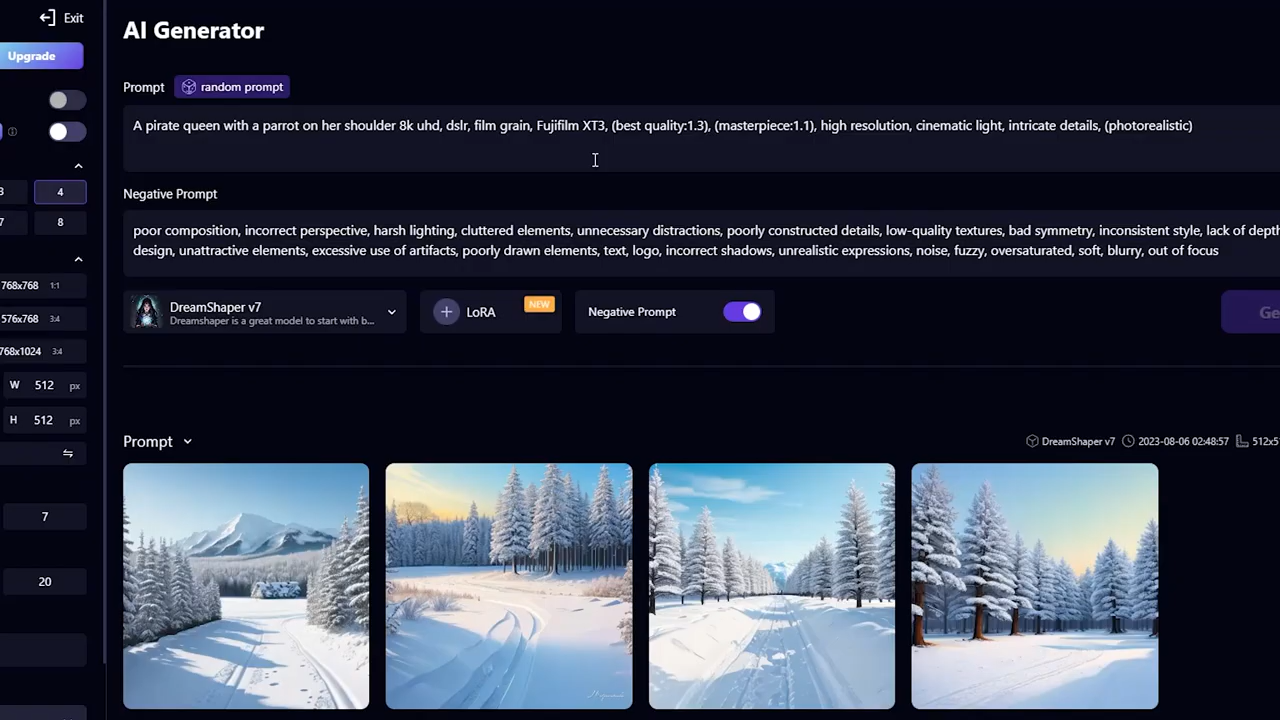 Exit
Upgrade
3
4
7
8
768x768 1:1
576x768 3:4
768x1024 3:4
W 512 px
H 512 px
7
20
AI Generator
Prompt random prompt
A pirate queen with a parrot on her shoulder 8k uhd, dslr, film grain, Fujifilm XT3, (best quality:1.3), (masterpiece:1.1), high resolution, cinematic light, intricate details, (photorealistic)
Negative Prompt
poor composition, incorrect perspective, harsh lighting, cluttered elements, unnecessary distractions, poorly constructed details, low-quality textures, bad symmetry, inconsistent style, lack of depth
design, unattractive elements, excessive use of artifacts, poorly drawn elements, text, logo, incorrect shadows, unrealistic expressions, noise, fuzzy, oversaturated, soft, blurry, out of focus
DreamShaper v7
Dreamshaper is a great model to start with b...
LoRA
NEW
Negative Prompt
Ge
Prompt
DreamShaper v7 2023-08-06 02:48:57 512x5